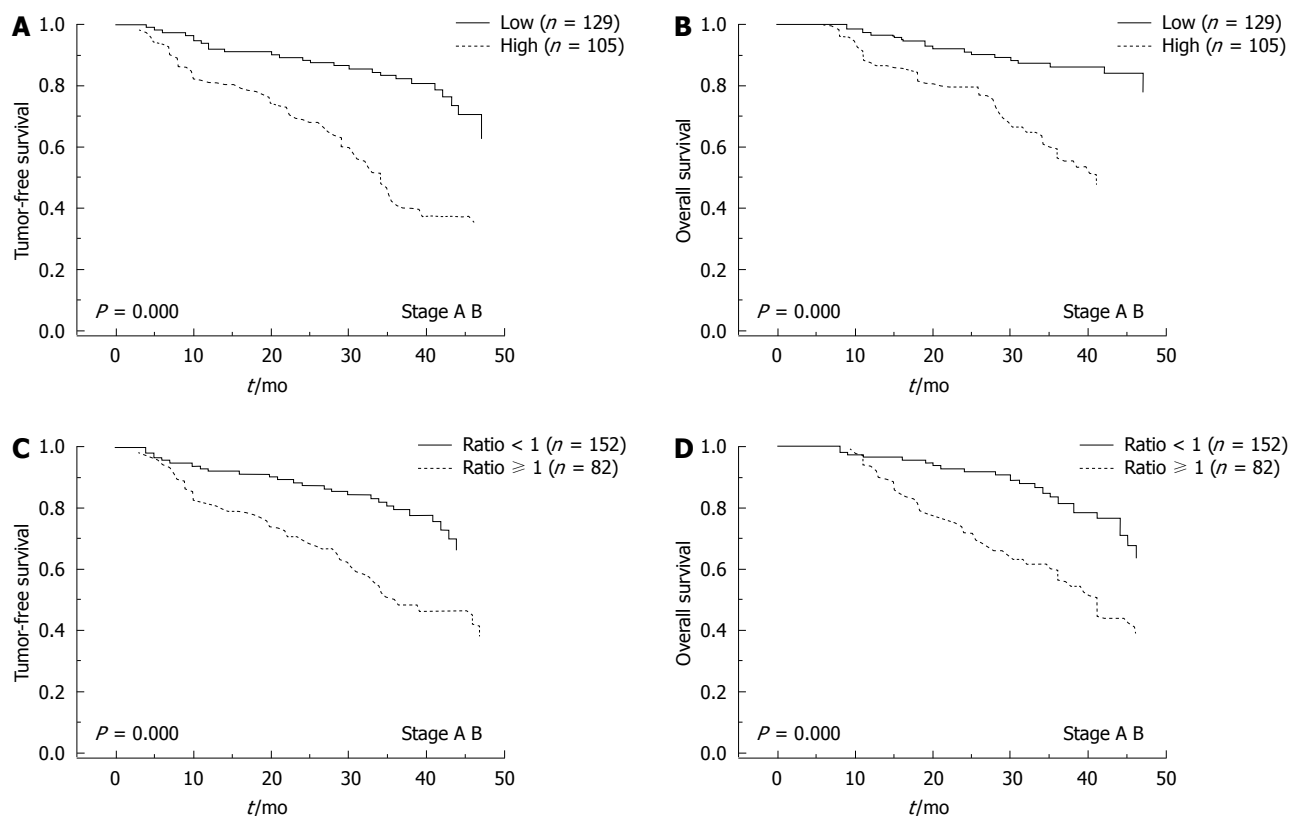 A
Low (n = 129)
High (n = 105)
Tumor-free survival
1.0
0.8
0.6
0.4
0.2
0.0
P = 0.000
Stage A B
0 10 20 30 40 50
t/mo
B
Low (n = 129)
High (n = 105)
Overall survival
1.0
0.8
0.6
0.4
0.2
0.0
P = 0.000
Stage A B
0 10 20 30 40 50
t/mo
C
Ratio < 1 (n = 152)
Ratio ⩾ 1 (n = 82)
Tumor-free survival
1.0
0.8
0.6
0.4
0.2
0.0
P = 0.000
Stage A B
0 10 20 30 40 50
t/mo
D
Ratio < 1 (n = 152)
Ratio ⩾ 1 (n = 82)
Overall survival
1.0
0.8
0.6
0.4
0.2
0.0
P = 0.000
Stage A B
0 10 20 30 40 50
t/mo